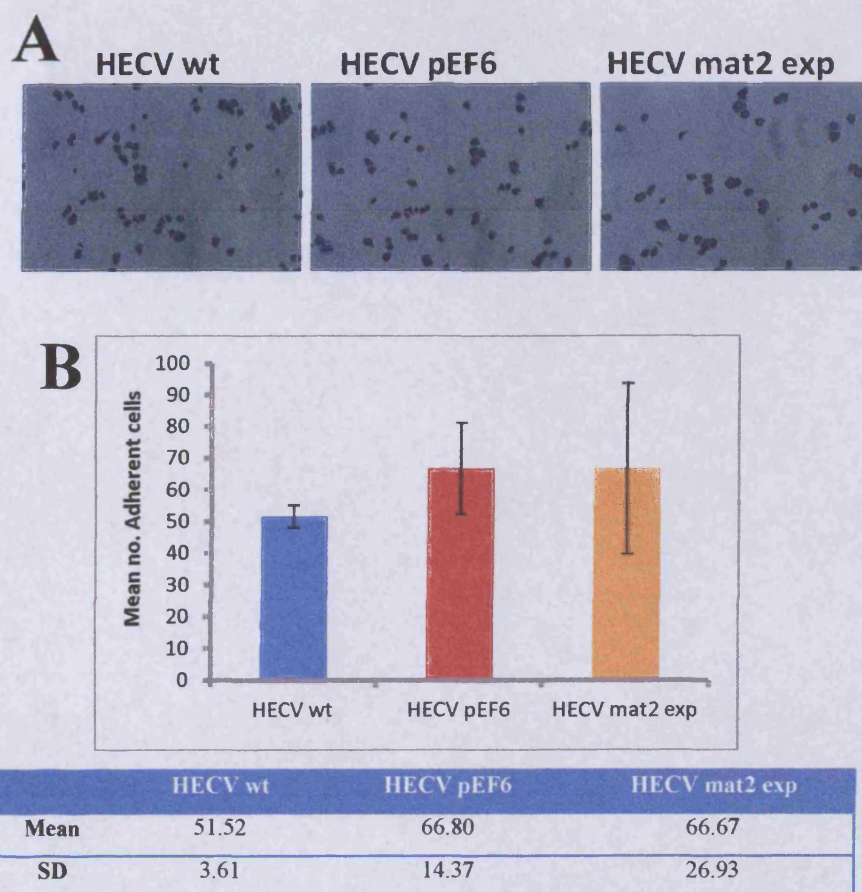 A
HECV wt HECV pEF6 HECV mat2 exp
B
Mean no. Adherent cells
100
90
80
70
60
50
40
30
20
10
0
HECV wt HECV pEF6 HECV mat2 exp
HECV wt HECV pEF6 HECV mat2 exp
Mean 51.52 66.80 66.67
SD 3.61 14.37 26.93